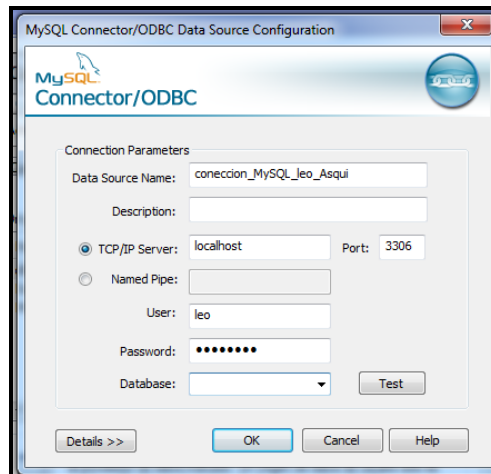 MySQL Connector/ODBC Data Source Configuration
MySQL
Connector/ODBC
Connection Parameters
Data Source Name: coneccion_MySQL_leo_Asqui
Description:
TCP/IP Server: localhost Port: 3306
Named Pipe:
User: leo
Password: ●●●●●●●●
Database: Test
Details >> OK Cancel Help